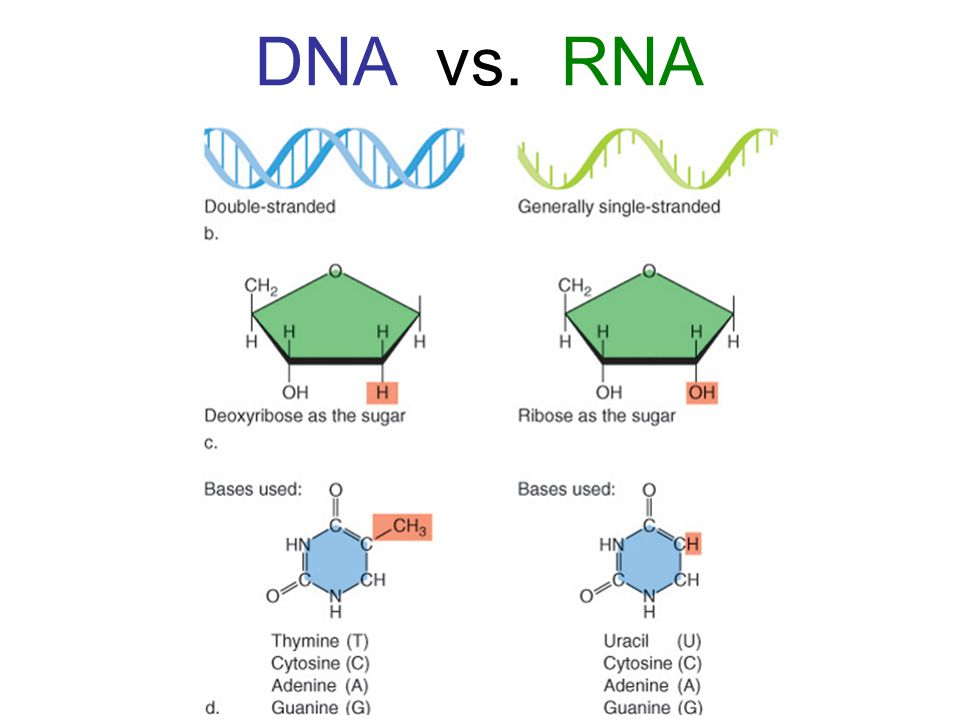 DNA vs. RNA
Double-stranded
Generally single-stranded
b.
O
CH2
H
H
H
H
OH
H
Deoxyribose as the sugar
O
CH2
H
H
H
H
OH
OH
Ribose as the sugar
c.
Bases used:
O
C
CH3
HN
C
C
CH
O
N
H
Thymine (T)
Cytosine (C)
Adenine (A)
Guanine (G)
Bases used:
O
C
HN
CH
C
CH
O
N
H
Uracil (U)
Cytosine (C)
Adenine (A)
Guanine (G)
d.